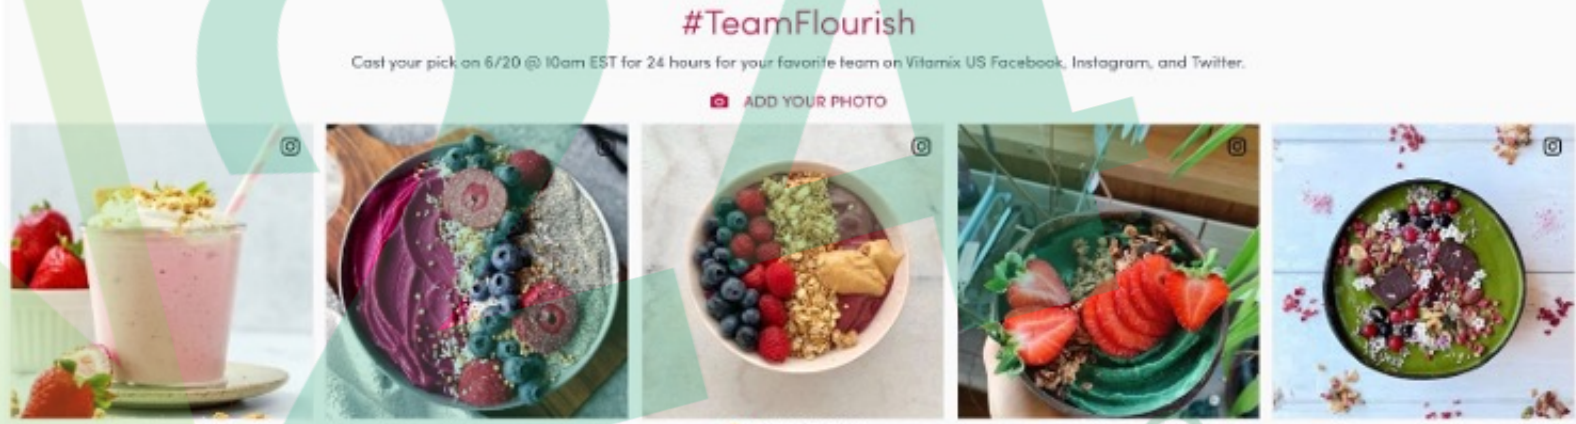 #TeamFlourish
Cast your pick on 6/20 @ 10am EST for 24 hours for your favorite team on Vitamix US Facebook, Instagram, and Twitter.
ADD YOUR PHOTO